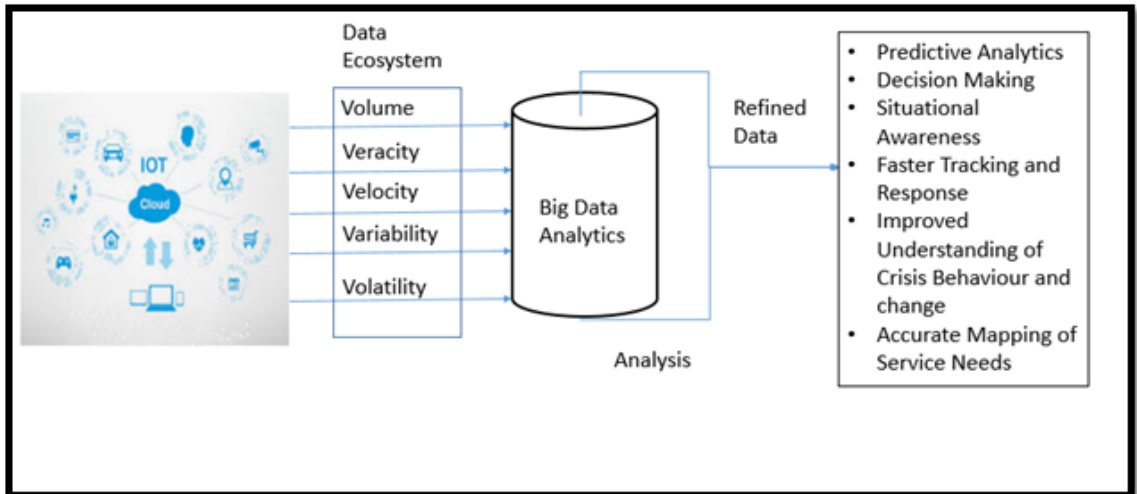 Data
Ecosystem
IOT
Cloud
Volume
Veracity
Velocity
Variability
Volatility
Big Data
Analytics
Analysis
Refined
Data
• Predictive Analytics
• Decision Making
• Situational
Awareness
• Faster Tracking and
Response
• Improved
Understanding of
Crisis Behaviour and
change
• Accurate Mapping of
Service Needs